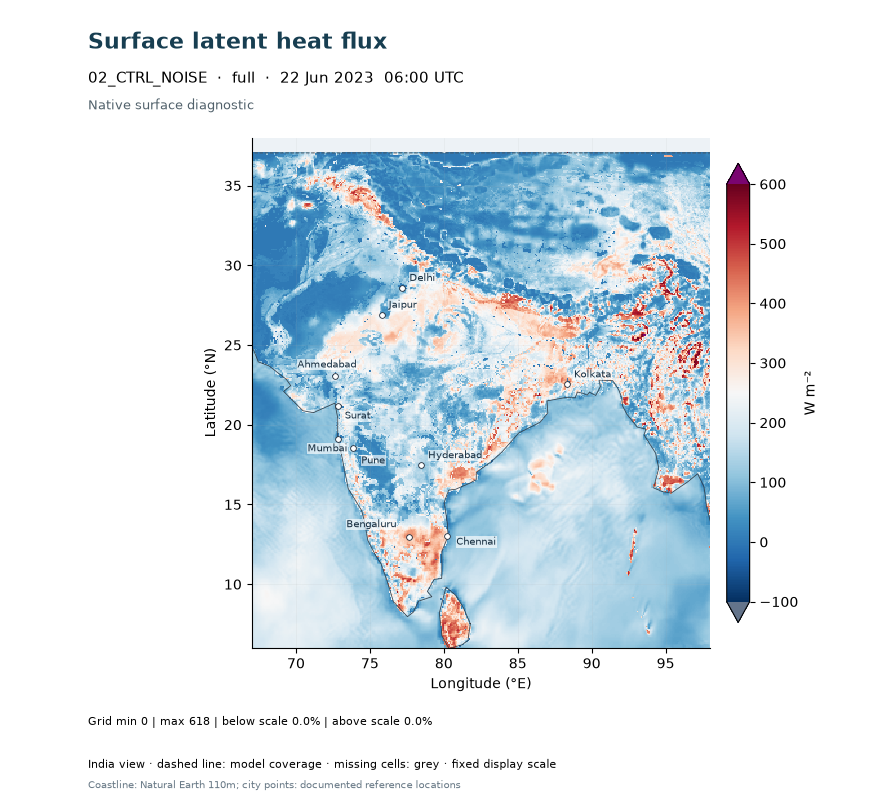 Surface latent heat flux
02_CTRL_NOISE · full · 22 Jun 2023 06:00 UTC
Native surface diagnostic
35
30
25
20
15
10
Latitude (°N)
70
75
80
85
90
95
Longitude (°E)
Delhi
Jaipur
Ahmedabad
Kolkata
Surat
Mumbai
Pune
Hyderabad
Bengaluru
Chennai
600
500
400
300
200
100
0
−100
W m⁻²
Grid min 0 | max 618 | below scale 0.0% | above scale 0.0%
India view · dashed line: model coverage · missing cells: grey · fixed display scale
Coastline: Natural Earth 110m; city points: documented reference locations